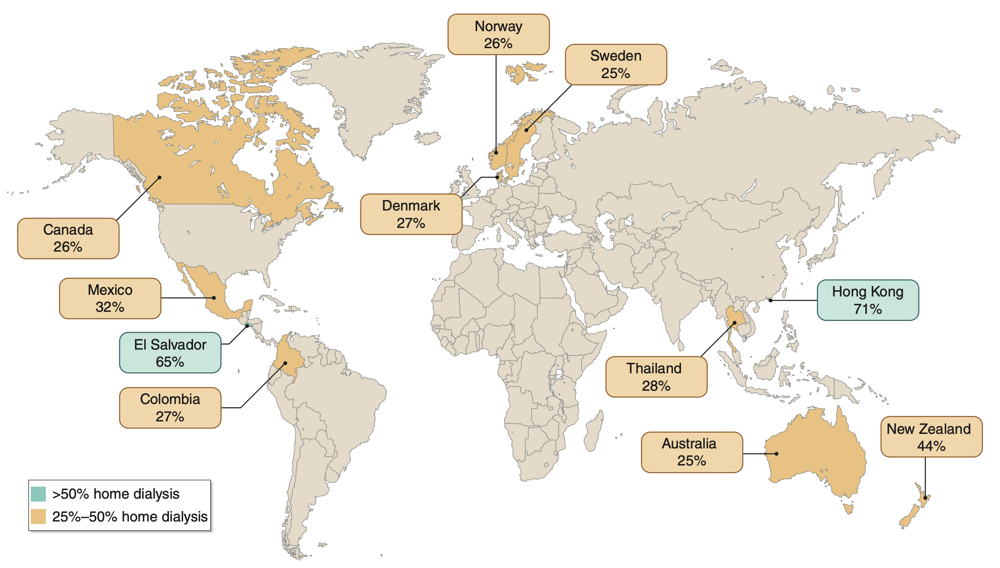 Norway
26%
Sweden
25%
Denmark
27%
Canada
26%
Mexico
32%
El Salvador
65%
Colombia
27%
Hong Kong
71%
Thailand
28%
Australia
25%
New Zealand
44%
>50% home dialysis
25%–50% home dialysis